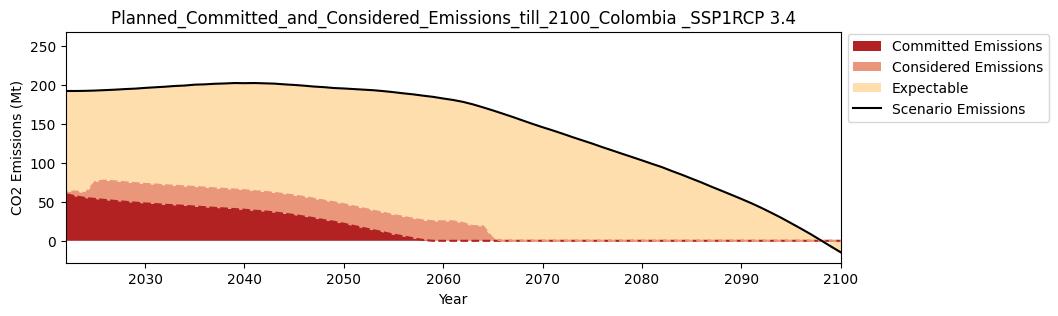 Planned_Committed_and_Considered_Emissions_till_2100_Colombia _SSP1RCP 3.4
CO2 Emissions (Mt)
250
200
150
100
50
0
2030 2040 2050 2060 2070 2080 2090 2100
Year
Committed Emissions
Considered Emissions
Expectable
Scenario Emissions